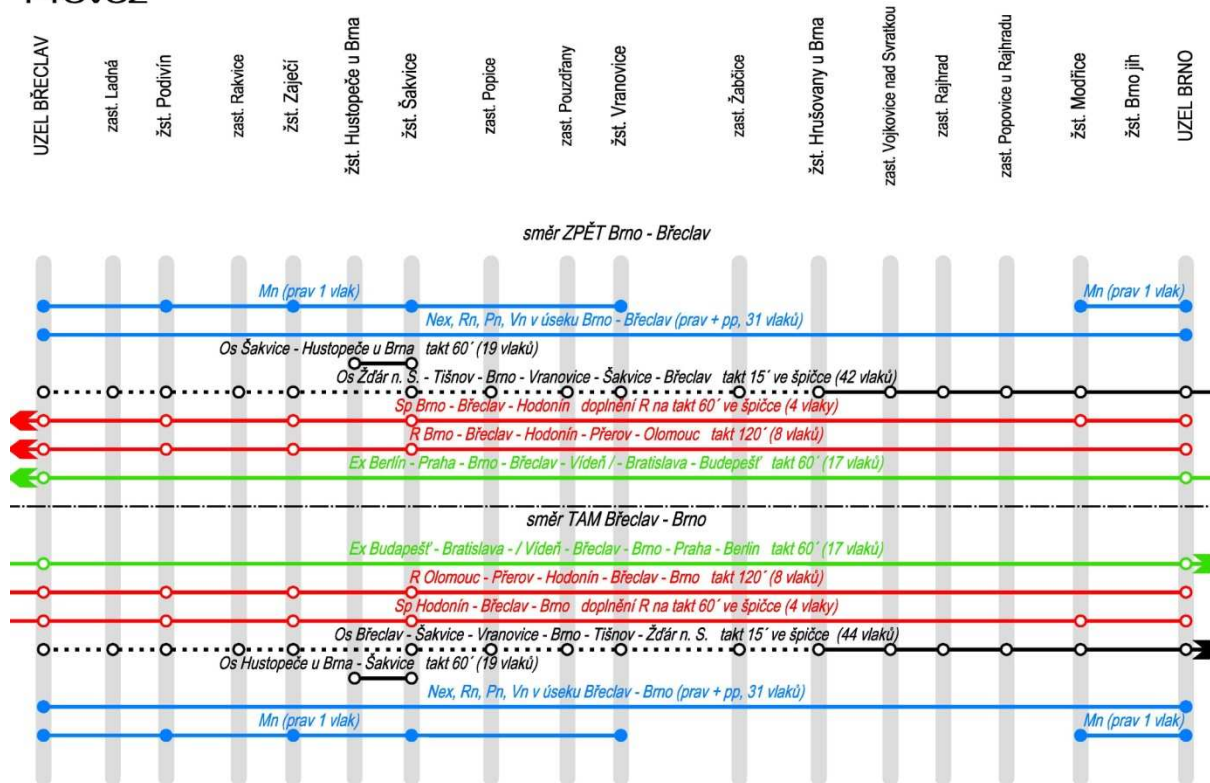 Provoz
UZEL BŘECLAV
zast. Ladná
žst. Podivín
zast. Rakvice
žst. Zaječí
žst. Hustopeče u Brna
žst. Šakvice
zast. Popice
zast. Pouzdřany
žst. Vranovice
zast. Žabčice
žst. Hrušovany u Brna
zast. Vojkovice nad Svratkou
zast. Rajhrad
zast. Popovice u Rajhradu
žst. Modřice
žst. Brno jih
UZEL BRNO
směr ZPĚT Brno - Břeclav
Mn (prav 1 vlak)
Mn (prav 1 vlak)
Nex, Rn, Pn, Vn v úseku Brno - Břeclav (prav + pp, 31 vlaků)
Os Šakvice - Hustopeče u Brna takt 60´ (19 vlaků)
Os Žďár n. S. - Tišnov - Brno - Vranovice - Šakvice - Břeclav takt 15´ ve špičce (42 vlaků)
Sp Brno - Břeclav - Hodonín doplnění R na takt 60´ ve špičce (4 vlaky)
R Brno - Břeclav - Hodonín - Přerov - Olomouc takt 120´ (8 vlaků)
Ex Berlín - Praha - Brno - Břeclav - Vídeň / - Bratislava - Budepešť takt 60´ (17 vlaků)
směr TAM Břeclav - Brno
Ex Budapešť - Bratislava - / Vídeň - Břeclav - Brno - Praha - Berlin takt 60´ (17 vlaků)
R Olomouc - Přerov - Hodonín - Břeclav - Brno takt 120´ (8 vlaků)
Sp Hodonín - Břeclav - Brno doplnění R na takt 60´ ve špičce (4 vlaky)
Os Břeclav - Šakvice - Vranovice - Brno - Tišnov - Žďár n. S. takt 15´ ve špičce (44 vlaků)
Os Hustopeče u Brna - Šakvice takt 60´ (19 vlaků)
Nex, Rn, Pn, Vn v úseku Břeclav - Brno (prav + pp, 31 vlaků)
Mn (prav 1 vlak)
Mn (prav 1 vlak)